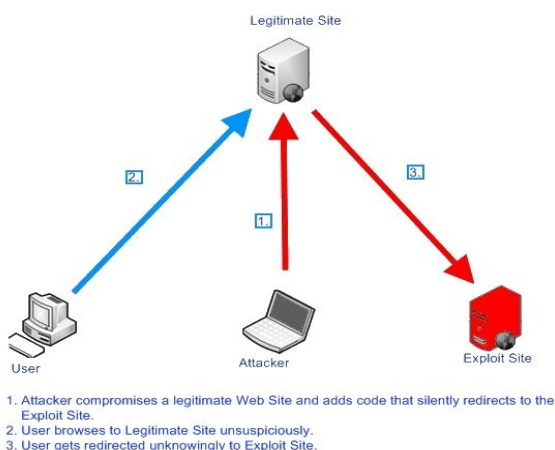 Legitimate Site
2.
3.
1.
User
Attacker
Exploit Site
1. Attacker compromises a legitimate Web Site and adds code that silently redirects to the
Exploit Site.
2. User browses to Legitimate Site unsuspiciously.
3. User gets redirected unknowingly to Exploit Site.